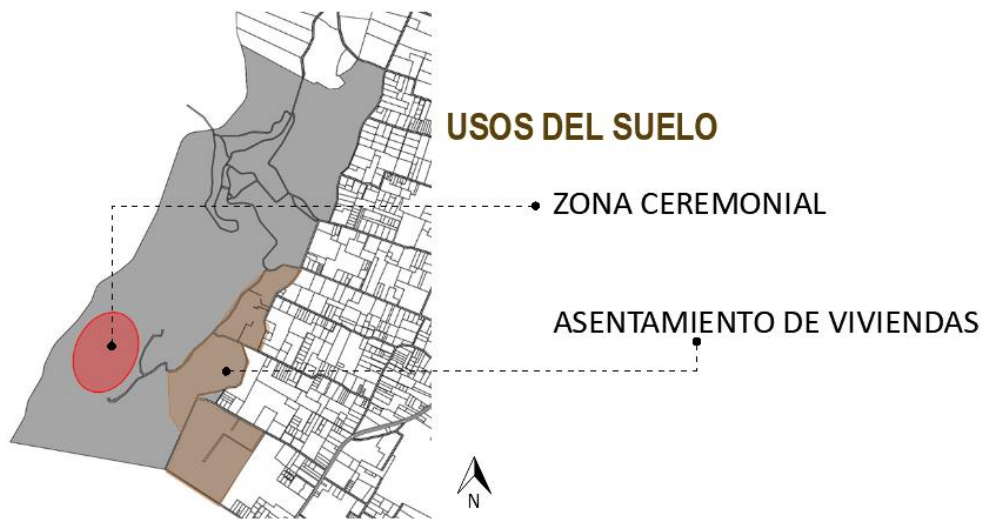 USOS DEL SUELO
ZONA CEREMONIAL
ASENTAMIENTO DE VIVIENDAS
N